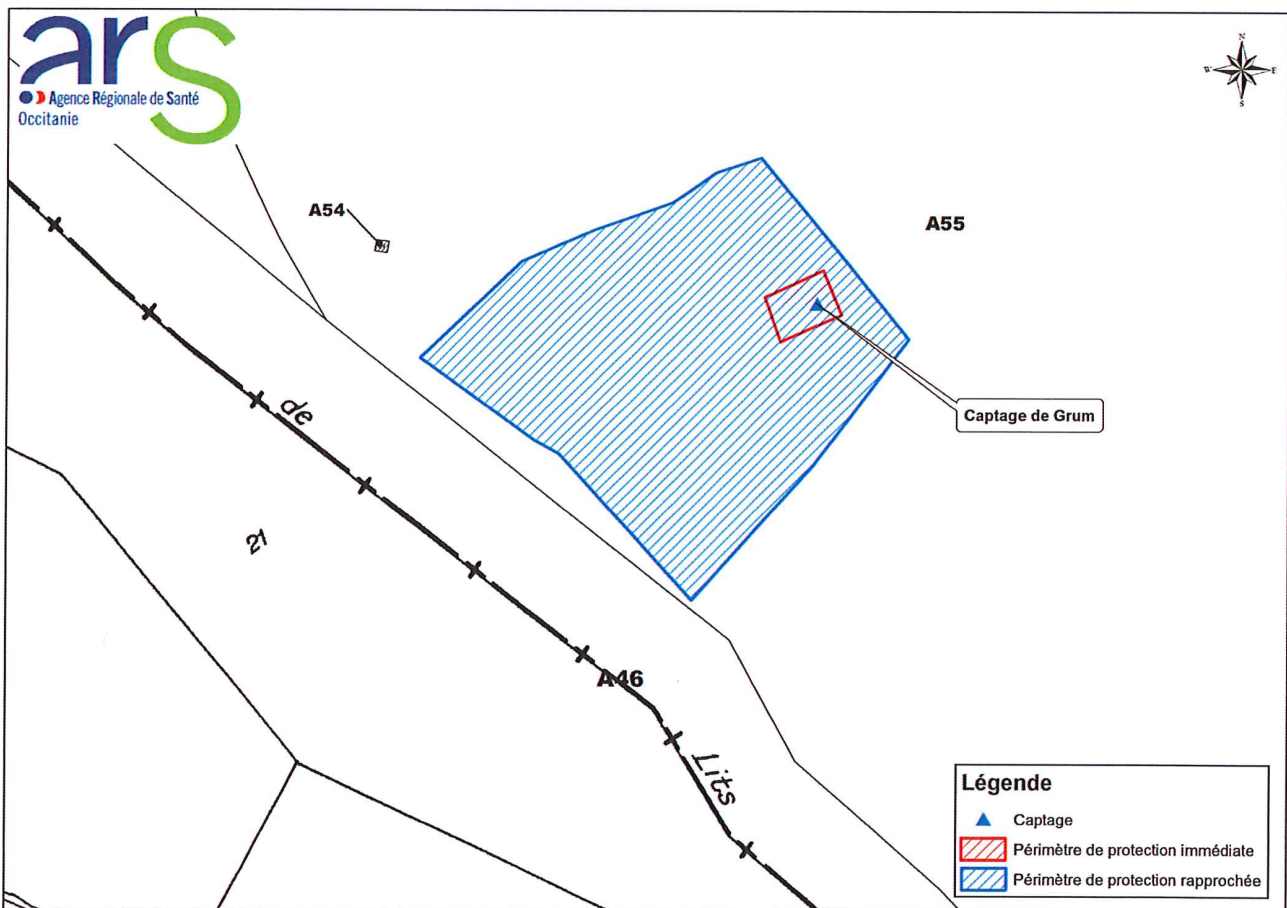 ars
Agence Régionale de Santé
Occitanie
N
W
E
S
A54
A55
Captage de Grum
de
21
A46
Lits
Légende
Captage
Périmètre de protection immédiate
Périmètre de protection rapprochée